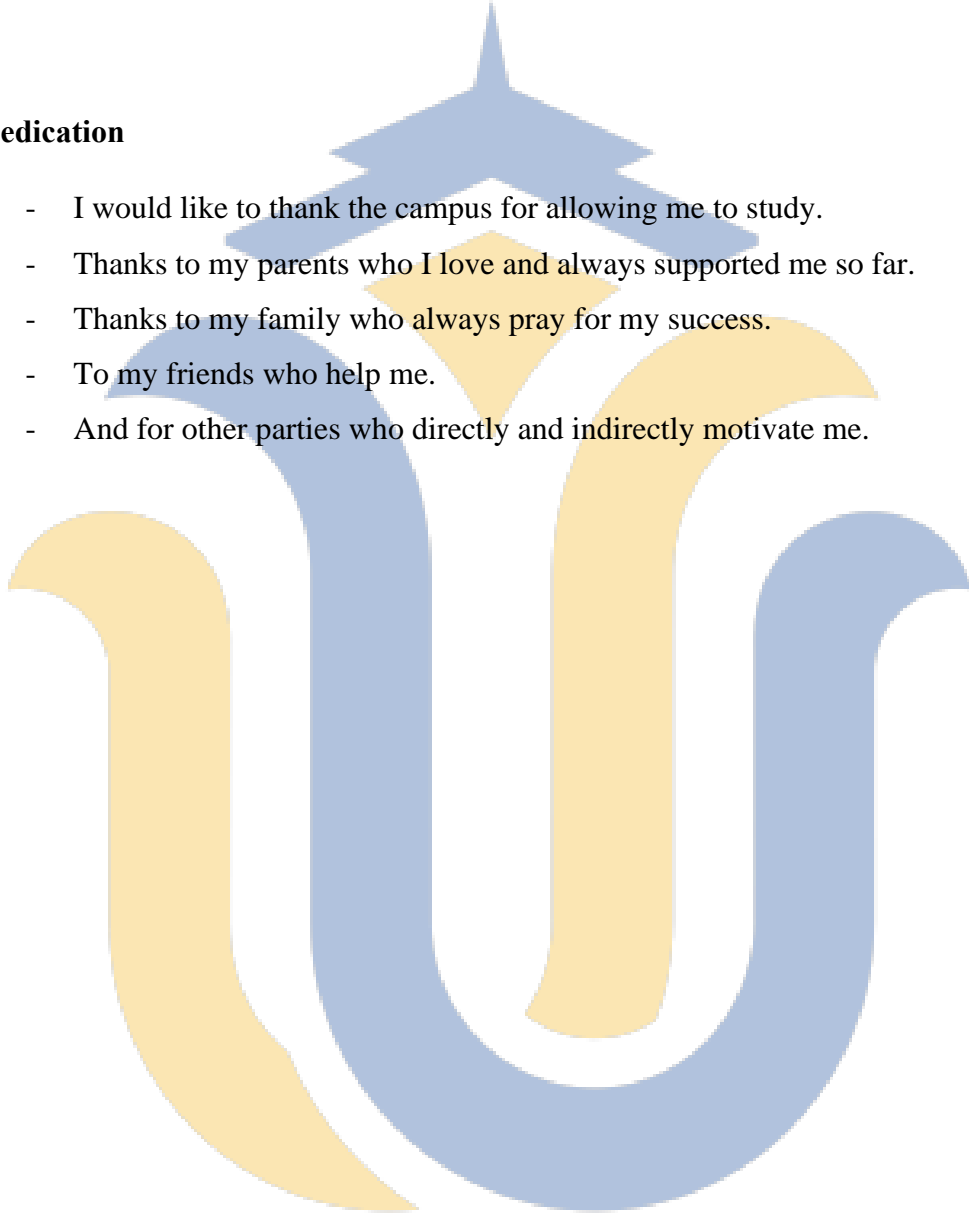 edication
- I would like to thank the campus for allowing me to study.
- Thanks to my parents who I love and always supported me so far.
- Thanks to my family who always pray for my success.
- To my friends who help me.
- And for other parties who directly and indirectly motivate me.